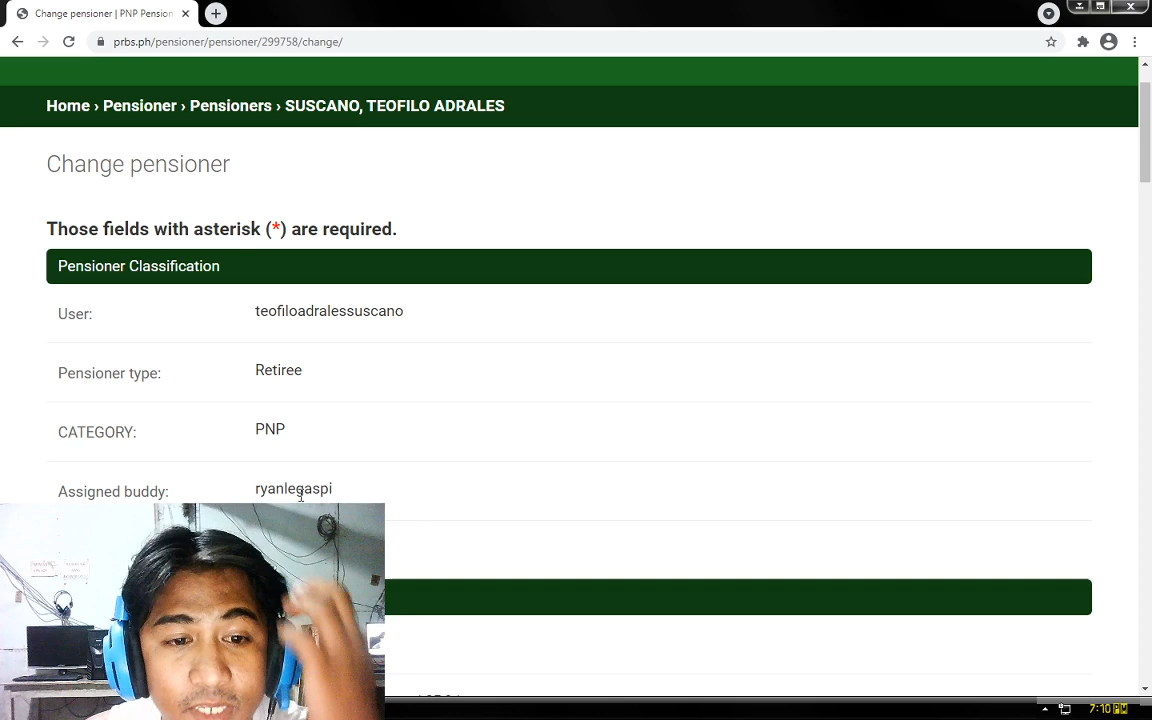 Change pensioner | PNP Pension
prbs.ph/pensioner/pensioner/299758/change/
Home › Pensioner › Pensioners › SUSCANO, TEOFILO ADRALES
Change pensioner
Those fields with asterisk (*) are required.
Pensioner Classification
User: teofiloadralessuscano
Pensioner type: Retiree
CATEGORY: PNP
Assigned buddy: ryanlegaspi
7:10 PM